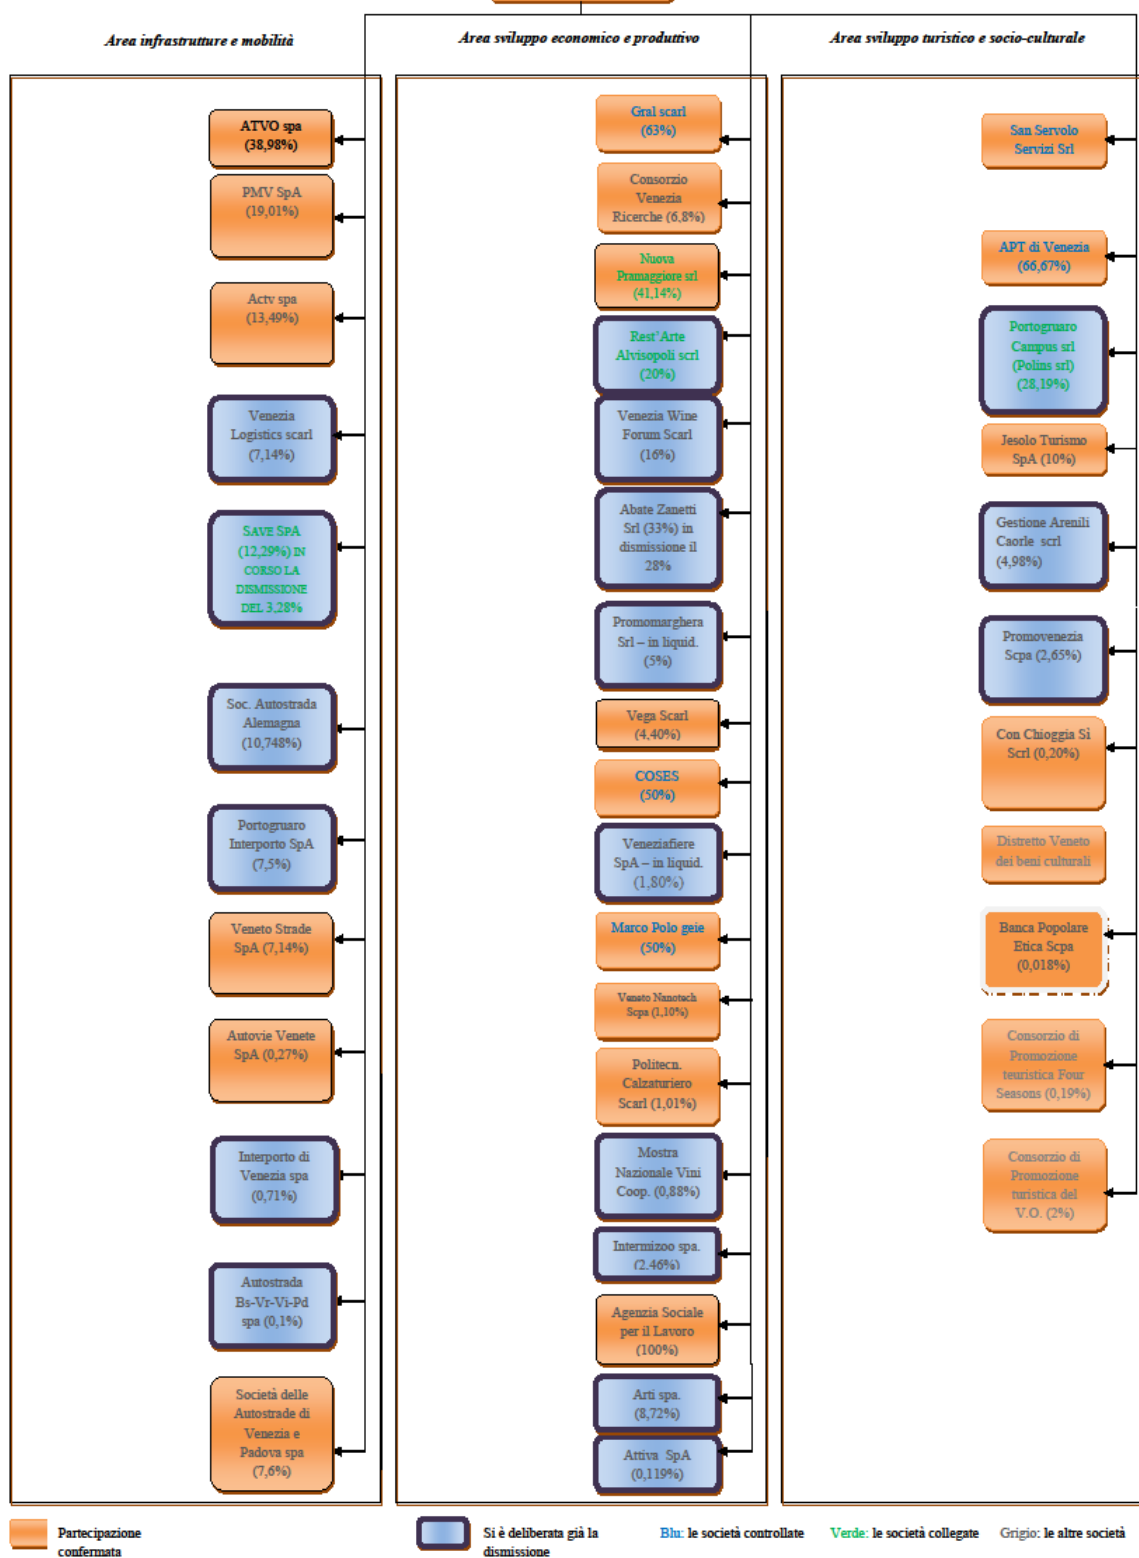 Area infrastrutture e mobilità
ATVO spa
(38,98%)
PMV SpA
(19,01%)
Actv spa
(13,49%)
Venezia
Logistics scarl
(7,14%)
SAVE SPA
(12,29%) IN
CORSO LA
DISMISSIONE
DEL 3,28%
Soc. Autostrada
Alemagna
(10,748%)
Portogruaro
Interporto SpA
(7,5%)
Veneto Strade
SpA (7,14%)
Autovie Venete
SpA (0,27%)
Interporto di
Venezia spa
(0,71%)
Autostrada
Bs-Vr-Vi-Pd
spa (0,1%)
Società delle
Autostrade di
Venezia e
Padova spa
(7,6%)
Area sviluppo economico e produttivo
Gral scarl
(63%)
Consorzio
Venezia
Ricerche (6,8%)
Nuova
Pramaggiore srl
(41,14%)
Rest'Arte
Alvisopoli scrl
(20%)
Venezia Wine
Forum Scarl
(16%)
Abate Zanetti
Srl (33%) in
dismissione il
28%
Promomarghera
Srl – in liquid.
(5%)
Vega Scarl
(4,40%)
COSES
(50%)
Veneziafiere
SpA – in liquid.
(1,80%)
Marco Polo geie
(50%)
Veneto Nanotech
Scpa (1,10%)
Politecn.
Calzaturiero
Scarl (1,01%)
Mostra
Nazionale Vini
Coop. (0,88%)
Intermizoo spa.
(2.46%)
Agenzia Sociale
per il Lavoro
(100%)
Arti spa.
(8,72%)
Attiva SpA
(0,119%)
Area sviluppo turistico e socio-culturale
San Servolo
Servizi Srl
APT di Venezia
(66,67%)
Portogruaro
Campus srl
(Polins srl)
(28,19%)
Jesolo Turismo
SpA (10%)
Gestione Arenili
Caorle scrl
(4,98%)
Promovenezia
Scpa (2,65%)
Con Chioggia Sì
Scrl (0,20%)
Distretto Veneto
dei beni culturali
Banca Popolare
Etica Scpa
(0,018%)
Consorzio di
Promozione
teuristica Four
Seasons (0,19%)
Consorzio di
Promozione
turistica del
V.O. (2%)
Partecipazione
confermata
Si è deliberata già la
dismissione
Blu: le società controllate
Verde: le società collegate
Grigio: le altre società